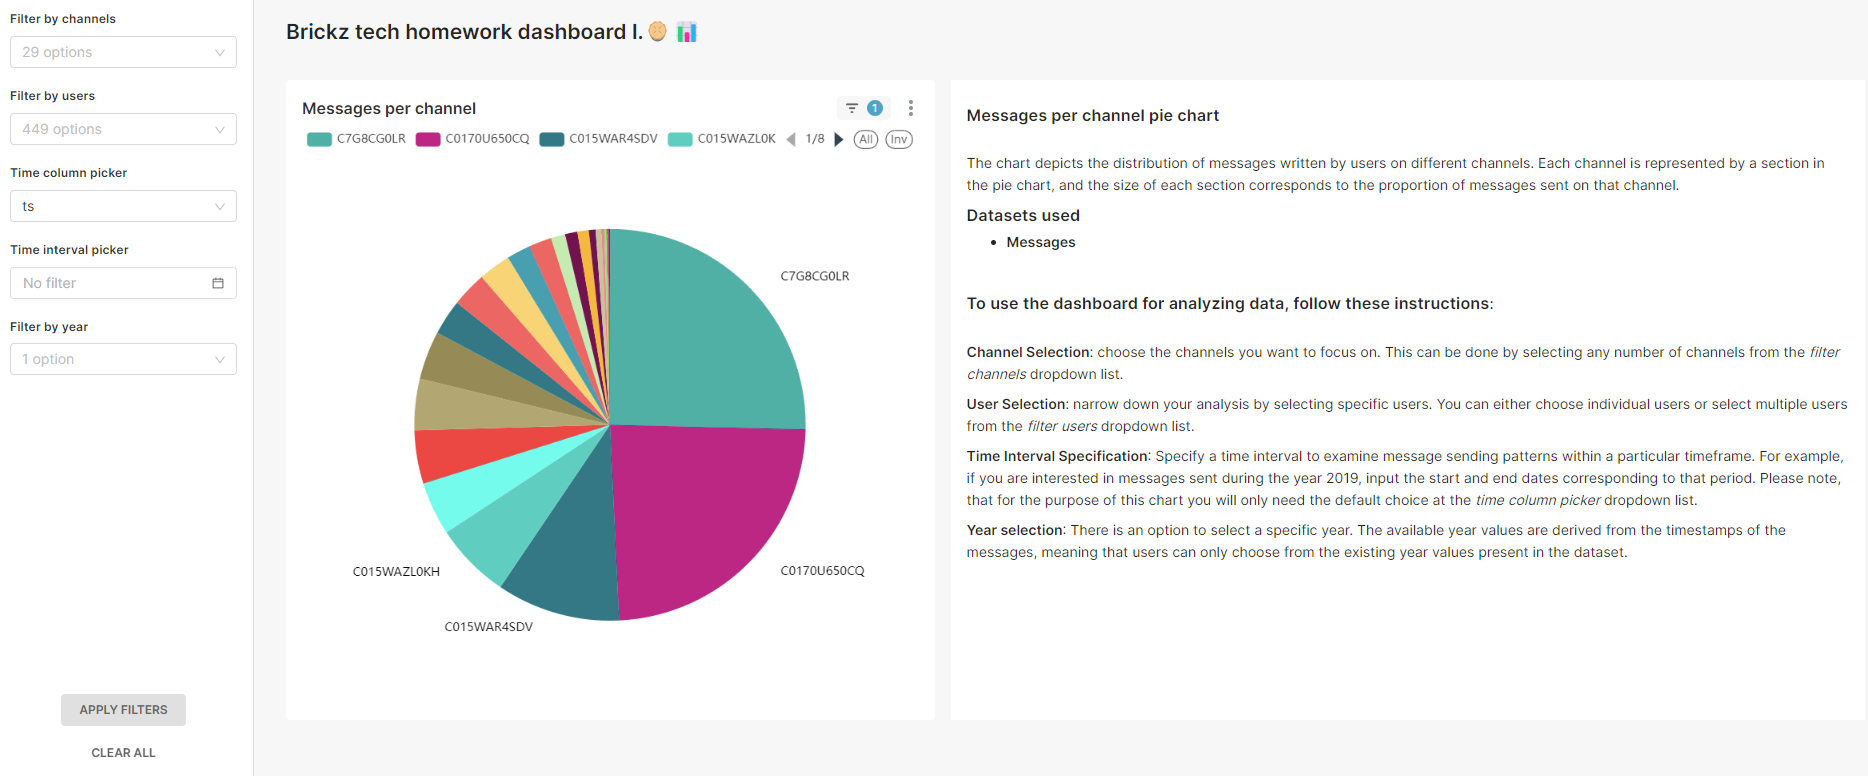 Filter by channels
29 options
Filter by users
449 options
Time column picker
ts
Time interval picker
No filter
Filter by year
1 option
APPLY FILTERS
CLEAR ALL
Brickz tech homework dashboard I.
Messages per channel
1
C7G8CG0LR C0170U650CQ C015WAR4SDV C015WAZL0K 1/8 All Inv
C7G8CG0LR
C0170U650CQ
C015WAZL0KH
C015WAR4SDV
Messages per channel pie chart
The chart depicts the distribution of messages written by users on different channels. Each channel is represented by a section in
the pie chart, and the size of each section corresponds to the proportion of messages sent on that channel.
Datasets used
• Messages
To use the dashboard for analyzing data, follow these instructions:
Channel Selection: choose the channels you want to focus on. This can be done by selecting any number of channels from the filter
channels dropdown list.
User Selection: narrow down your analysis by selecting specific users. You can either choose individual users or select multiple users
from the filter users dropdown list.
Time Interval Specification: Specify a time interval to examine message sending patterns within a particular timeframe. For example,
if you are interested in messages sent during the year 2019, input the start and end dates corresponding to that period. Please note,
that for the purpose of this chart you will only need the default choice at the time column picker dropdown list.
Year selection: There is an option to select a specific year. The available year values are derived from the timestamps of the
messages, meaning that users can only choose from the existing year values present in the dataset.